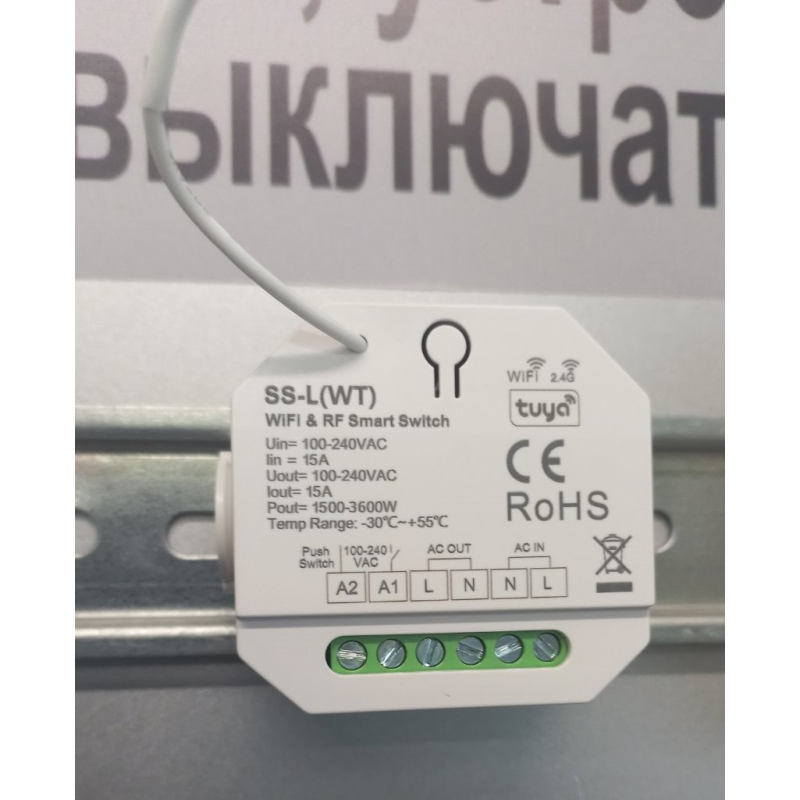 , устро
выключат
WiFi 2.4G
tuya
SS-L(WT)
WiFi & RF Smart Switch
Uin= 100-240VAC
Iin = 15A
Uout= 100-240VAC
Iout= 15A
Pout= 1500-3600W
Temp Range: -30℃~+55℃
CE
RoHS
Push Switch
100-240 VAC
AC OUT
AC IN
A2 A1 L N N L